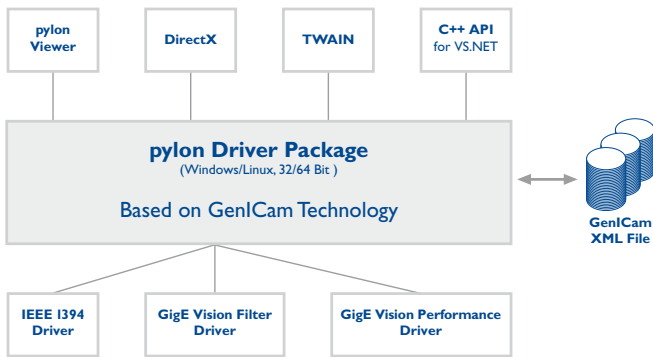 pylon
Viewer
DirectX
TWAIN
C++ API
for VS.NET
pylon Driver Package
(Windows/Linux, 32/64 Bit )
Based on GenICam Technology
GenICam
XML File
IEEE 1394
Driver
GigE Vision Filter
Driver
GigE Vision Performance
Driver